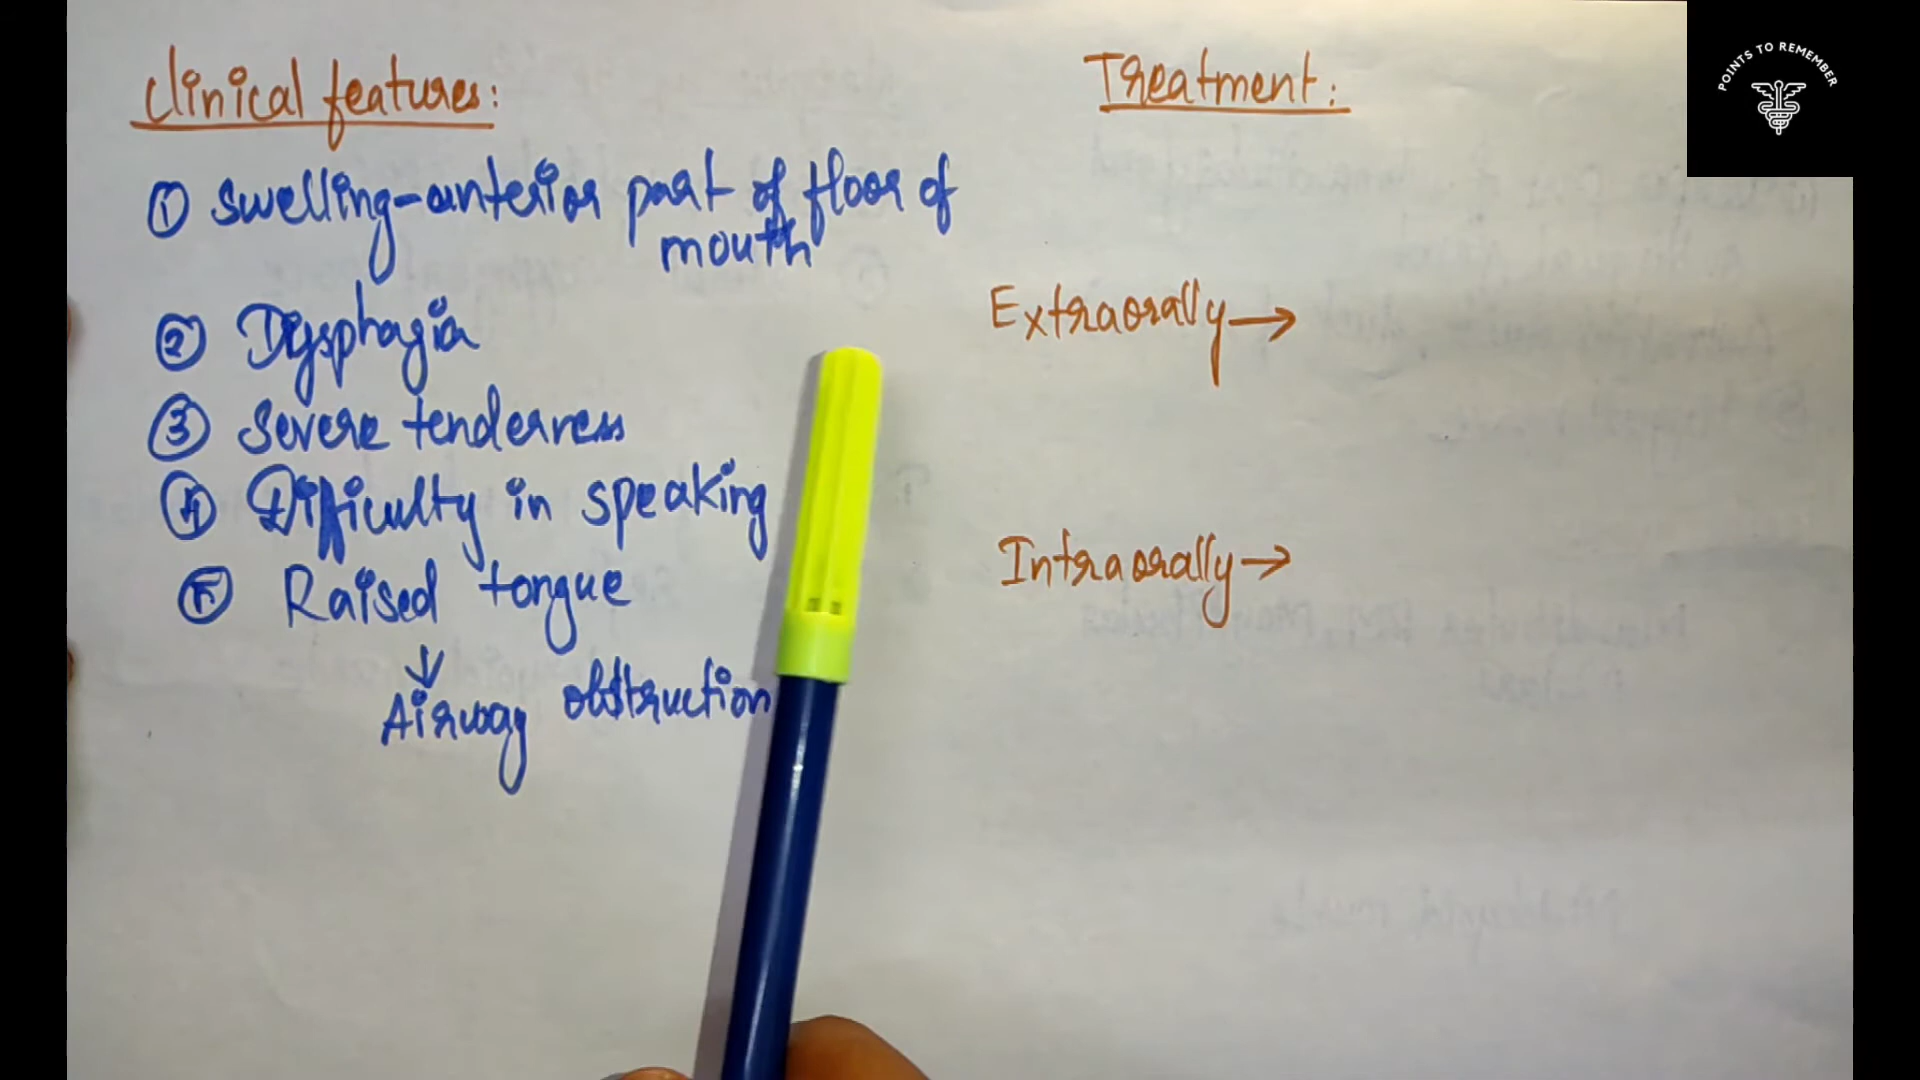 Clinical features:
① Swelling-anterior part of floor of
mouth
② Dysphagia
③ Severe tenderness
④ Difficulty in speaking
⑤ Raised tongue
↓
Airway obstruction
Treatment:
Extraorally →
Intraorally →
POINTS TO REMEMBER